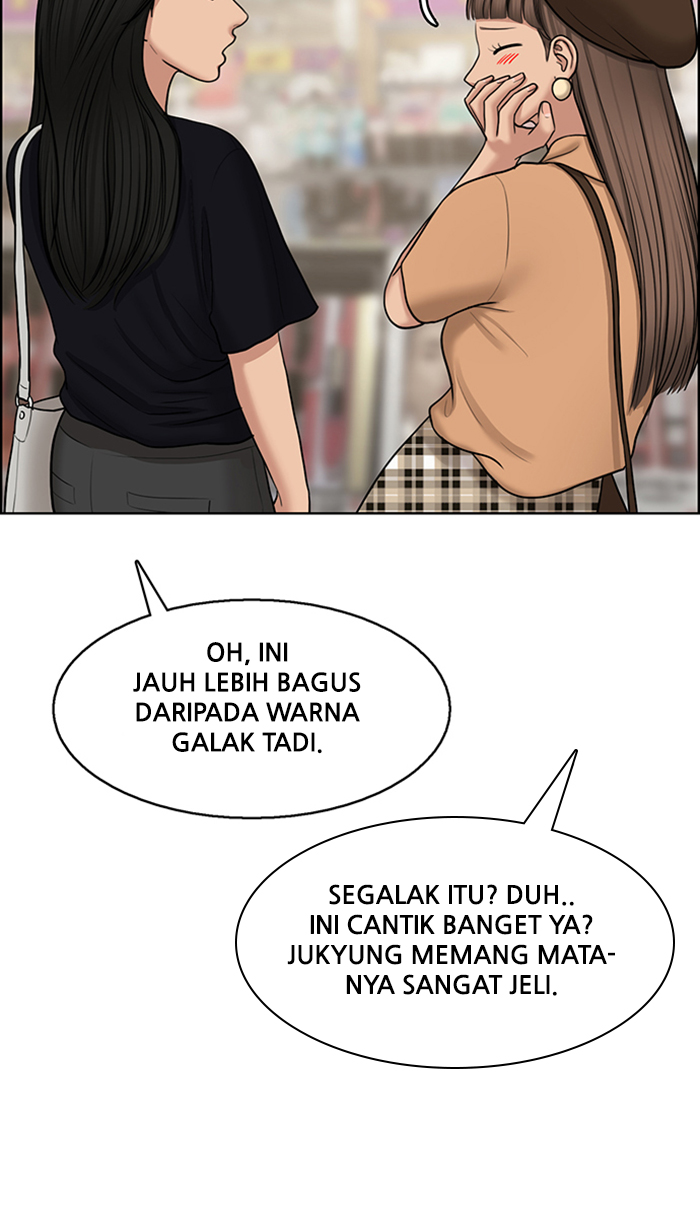 OH, INI
JAUH LEBIH BAGUS
DARIPADA WARNA
GALAK TADI.
SEGALAK ITU? DUH..
INI CANTIK BANGET YA?
JUKYUNG MEMANG MATA-
NYA SANGAT JELI.